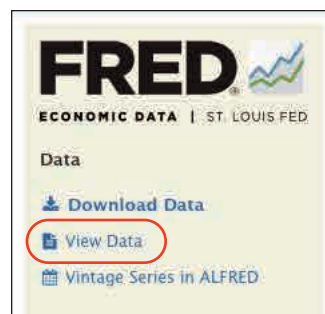 FRED®
ECONOMIC DATA | ST. LOUIS FED
Data
Download Data
View Data
Vintage Series in ALFRED